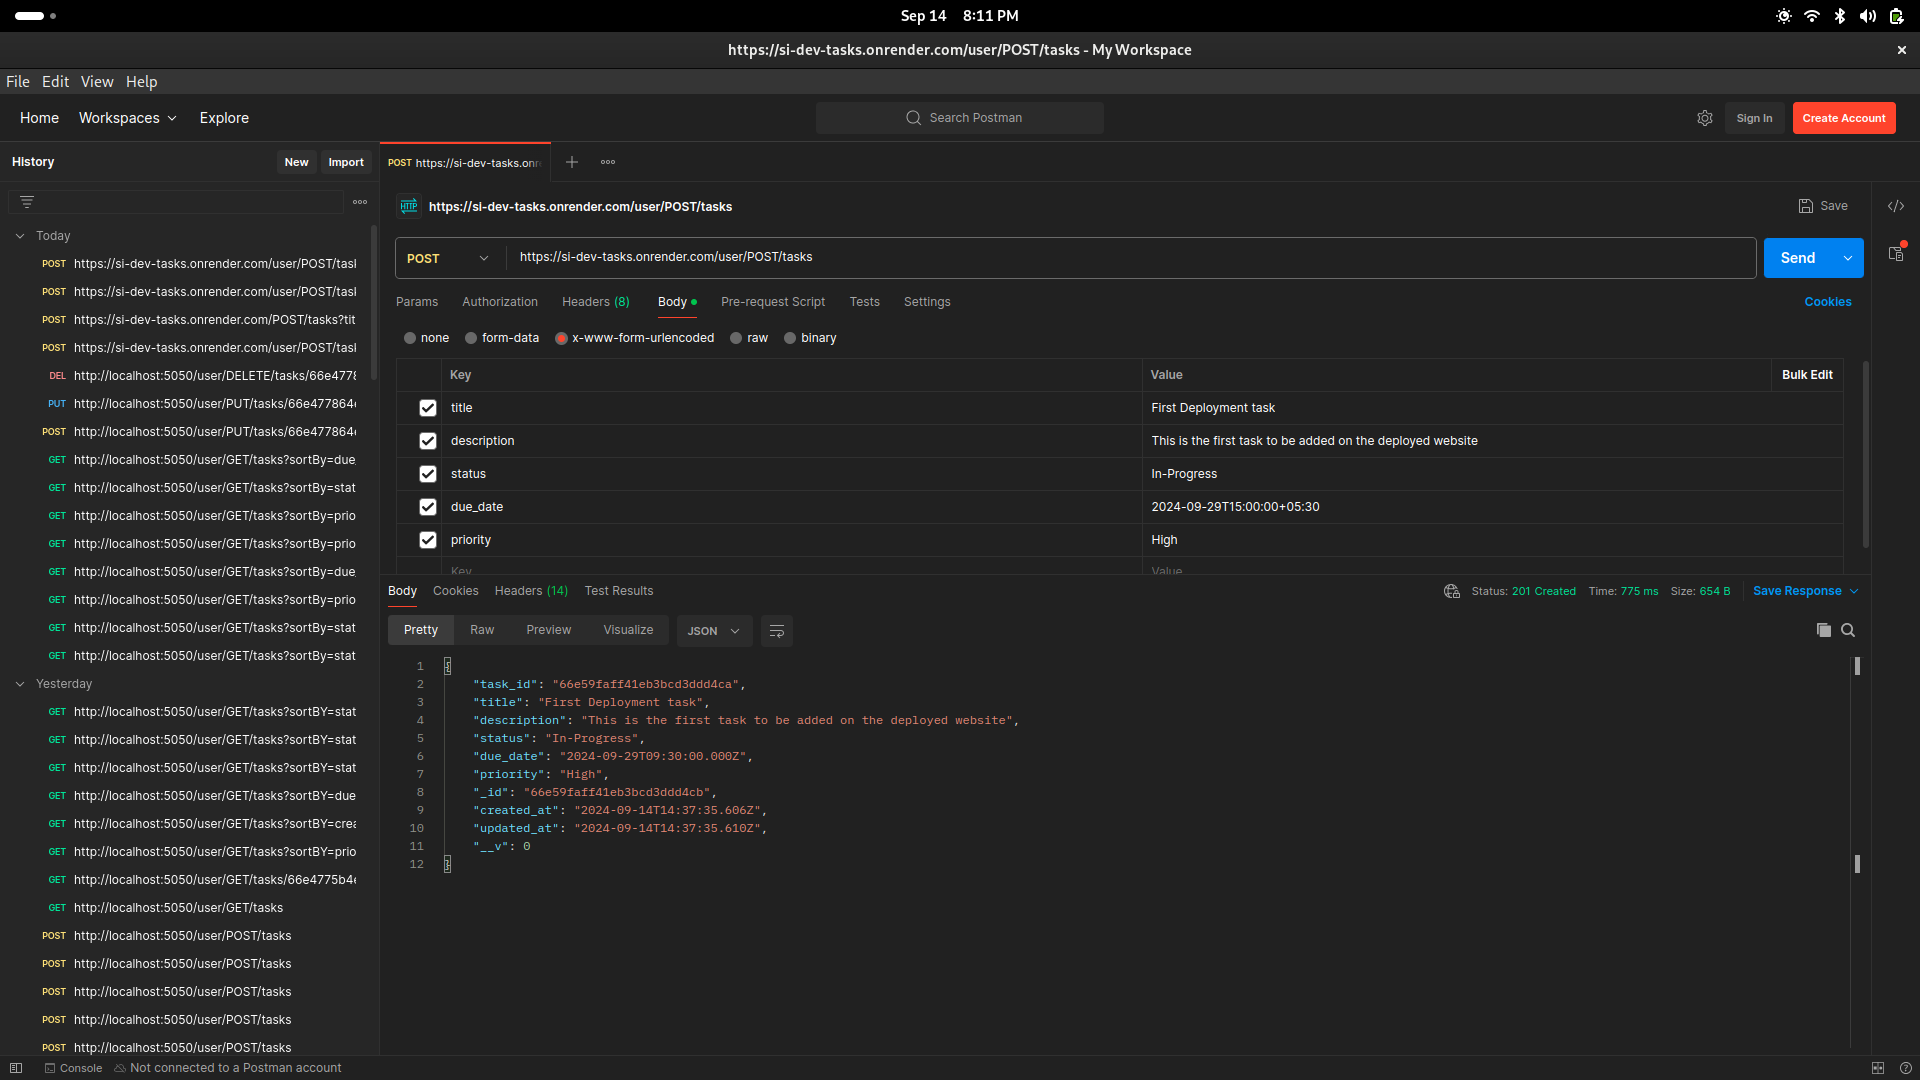 Sep 14 8:11 PM
https://si-dev-tasks.onrender.com/user/POST/tasks - My Workspace
File Edit View Help
Home Workspaces Explore
Search Postman
Sign In
Create Account
History
New
Import
POST https://si-dev-tasks.onr
https://si-dev-tasks.onrender.com/user/POST/tasks
Save
Today
POST https://si-dev-tasks.onrender.com/user/POST/tas
POST https://si-dev-tasks.onrender.com/user/POST/tas
POST https://si-dev-tasks.onrender.com/POST/tasks?tit
POST https://si-dev-tasks.onrender.com/user/POST/tas
DEL http://localhost:5050/user/DELETE/tasks/66e4778
PUT http://localhost:5050/user/PUT/tasks/66e477864
POST http://localhost:5050/user/PUT/tasks/66e477864
GET http://localhost:5050/user/GET/tasks?sortBy=due_
GET http://localhost:5050/user/GET/tasks?sortBy=stat
GET http://localhost:5050/user/GET/tasks?sortBy=prio
GET http://localhost:5050/user/GET/tasks?sortBy=prio
GET http://localhost:5050/user/GET/tasks?sortBy=due_
GET http://localhost:5050/user/GET/tasks?sortBy=prio
GET http://localhost:5050/user/GET/tasks?sortBy=stat
GET http://localhost:5050/user/GET/tasks?sortBy=stat
Yesterday
GET http://localhost:5050/user/GET/tasks?sortBY=stat
GET http://localhost:5050/user/GET/tasks?sortBY=stat
GET http://localhost:5050/user/GET/tasks?sortBY=stat
GET http://localhost:5050/user/GET/tasks?sortBY=due
GET http://localhost:5050/user/GET/tasks?sortBY=crea
GET http://localhost:5050/user/GET/tasks?sortBY=prio
GET http://localhost:5050/user/GET/tasks/66e4775b4
GET http://localhost:5050/user/GET/tasks
POST http://localhost:5050/user/POST/tasks
POST http://localhost:5050/user/POST/tasks
POST http://localhost:5050/user/POST/tasks
POST http://localhost:5050/user/POST/tasks
POST http://localhost:5050/user/POST/tasks
HTTP
POST https://si-dev-tasks.onrender.com/user/POST/tasks
Send
Params Authorization Headers (8) Body Pre-request Script Tests Settings
Cookies
none form-data x-www-form-urlencoded raw binary
Key Value Bulk Edit
title First Deployment task
description This is the first task to be added on the deployed website
status In-Progress
due_date 2024-09-29T15:00:00+05:30
priority High
Key Value
Body Cookies Headers (14) Test Results
Status: 201 Created Time: 775 ms Size: 654 B Save Response
Pretty Raw Preview Visualize JSON
1 {
2 "task_id": "66e59faff41eb3bcd3ddd4ca",
3 "title": "First Deployment task",
4 "description": "This is the first task to be added on the deployed website",
5 "status": "In-Progress",
6 "due_date": "2024-09-29T09:30:00.000Z",
7 "priority": "High",
8 "_id": "66e59faff41eb3bcd3ddd4cb",
9 "created_at": "2024-09-14T14:37:35.606Z",
10 "updated_at": "2024-09-14T14:37:35.610Z",
11 "__v": 0
12 }
Console Not connected to a Postman account